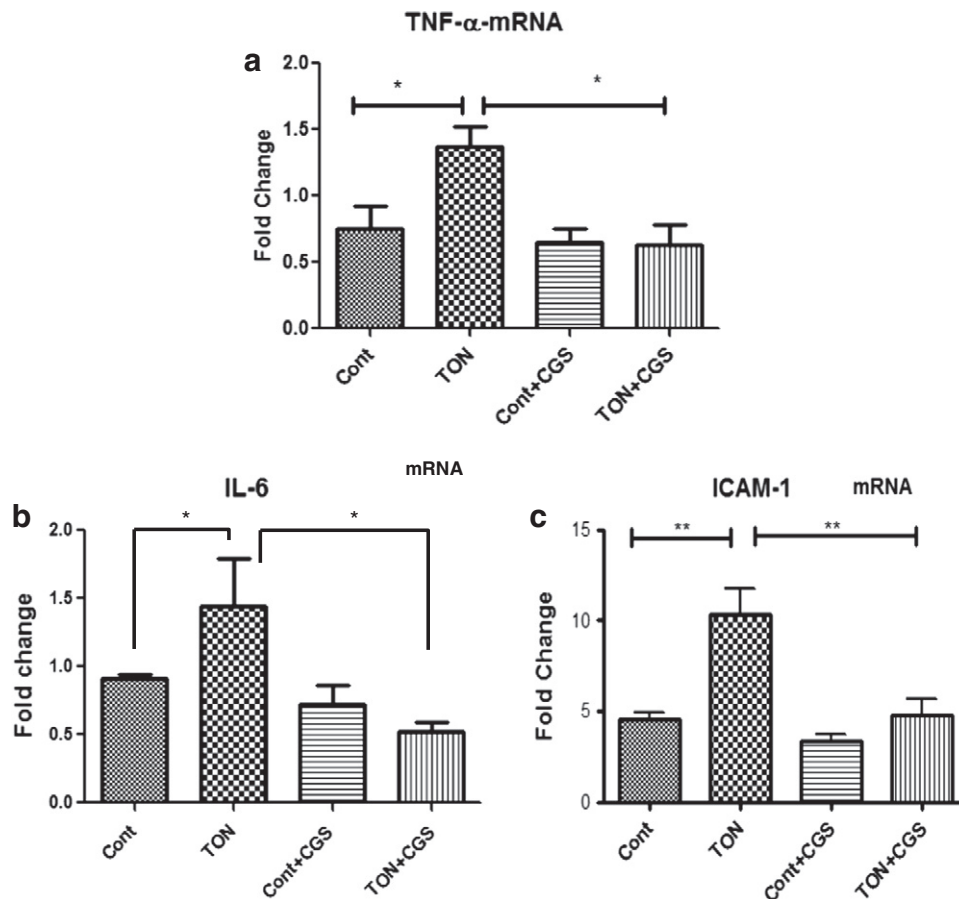 TNF-α-mRNA
a
2.0
* *
1.5
1.0
0.5
0.0
Fold Change
Cont
TON
Cont+CGS
TON+CGS
mRNA
IL-6
b
2.0
* *
1.5
1.0
0.5
0.0
Fold change
Cont
TON
Cont+CGS
TON+CGS
ICAM-1 mRNA
c
15
** **
10
5
0
Fold Change
Cont
TON
Cont+CGS
TON+CGS